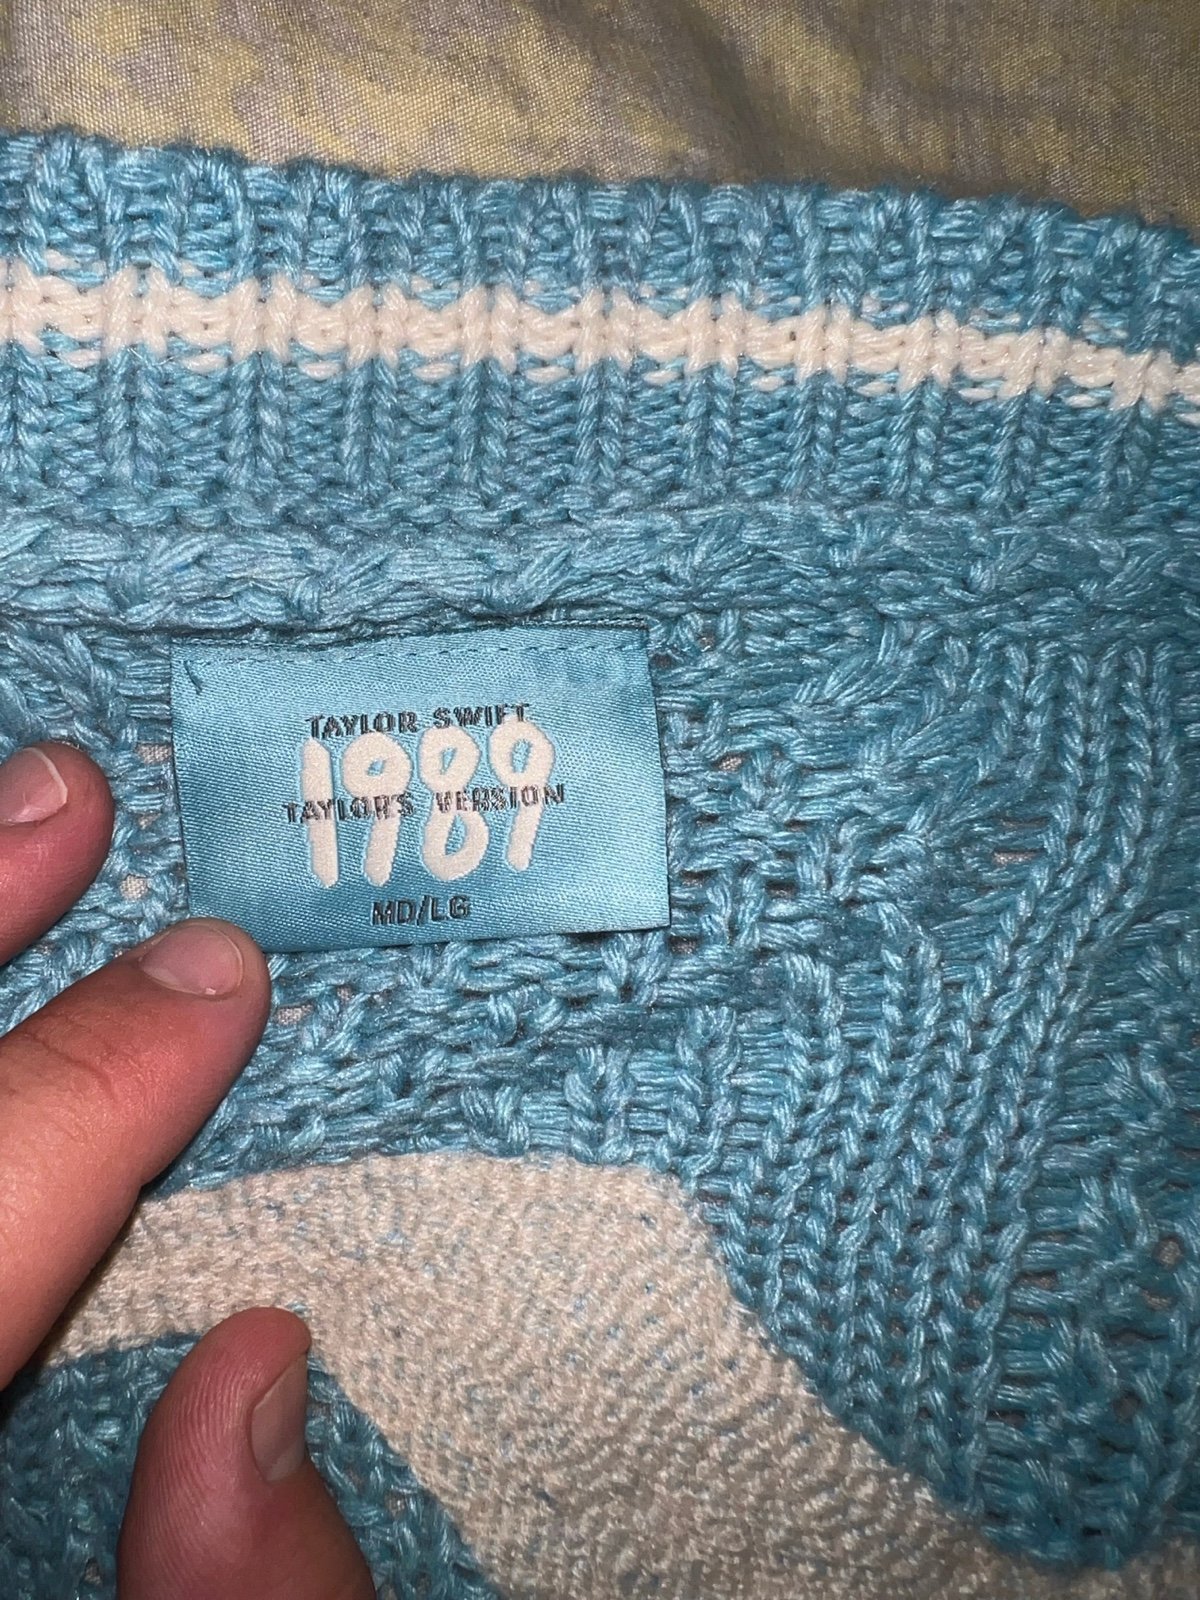 TAYLOR SWIFT
1989
TAYLOR'S VERSION
MD/LG